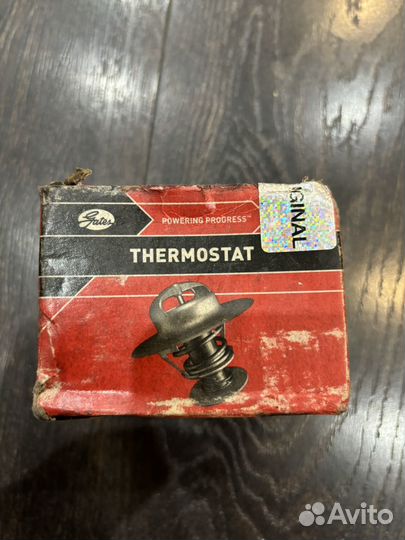 Gates
POWERING PROGRESS™
THERMOSTAT
GINAL
Avito